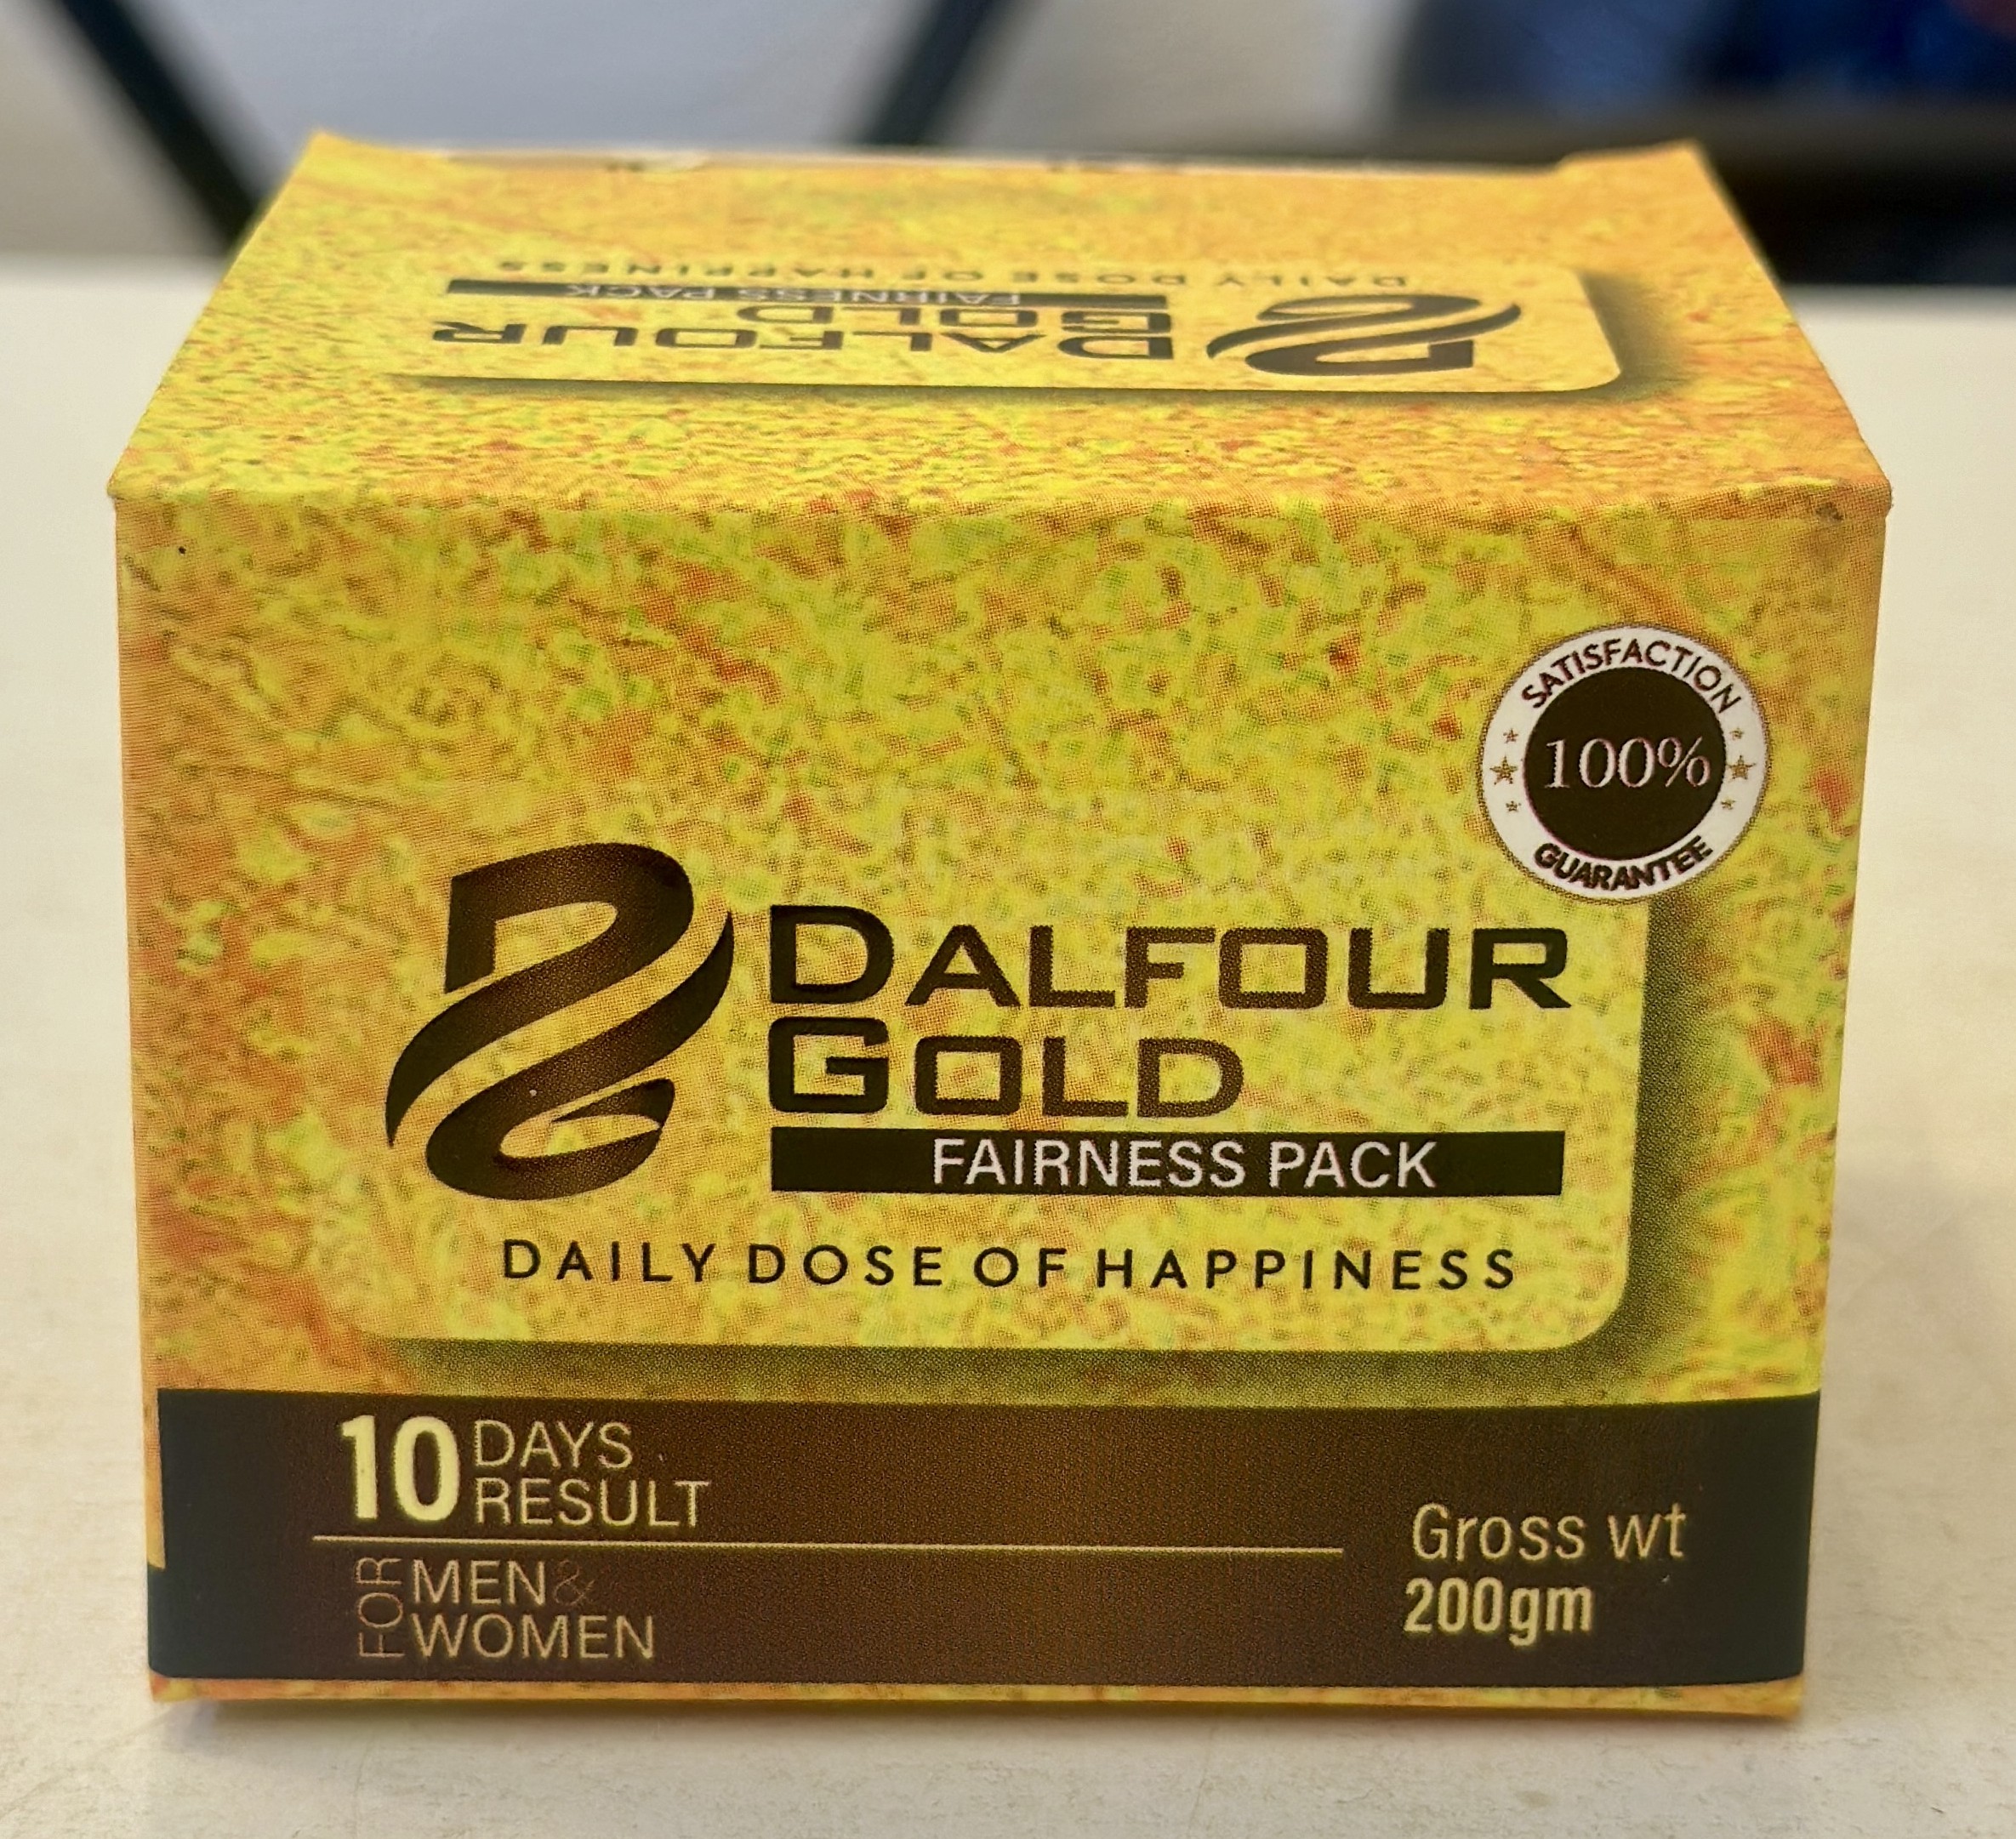 DAILY DOSE OF HAPPINESS
FAIRNESS PACK
DALFOUR
GOLD
SATISFACTION
100%
GUARANTEE
DALFOUR
GOLD
FAIRNESS PACK
DAILY DOSE OF HAPPINESS
10 DAYS
RESULT
FOR MEN &
WOMEN
Gross wt
200gm